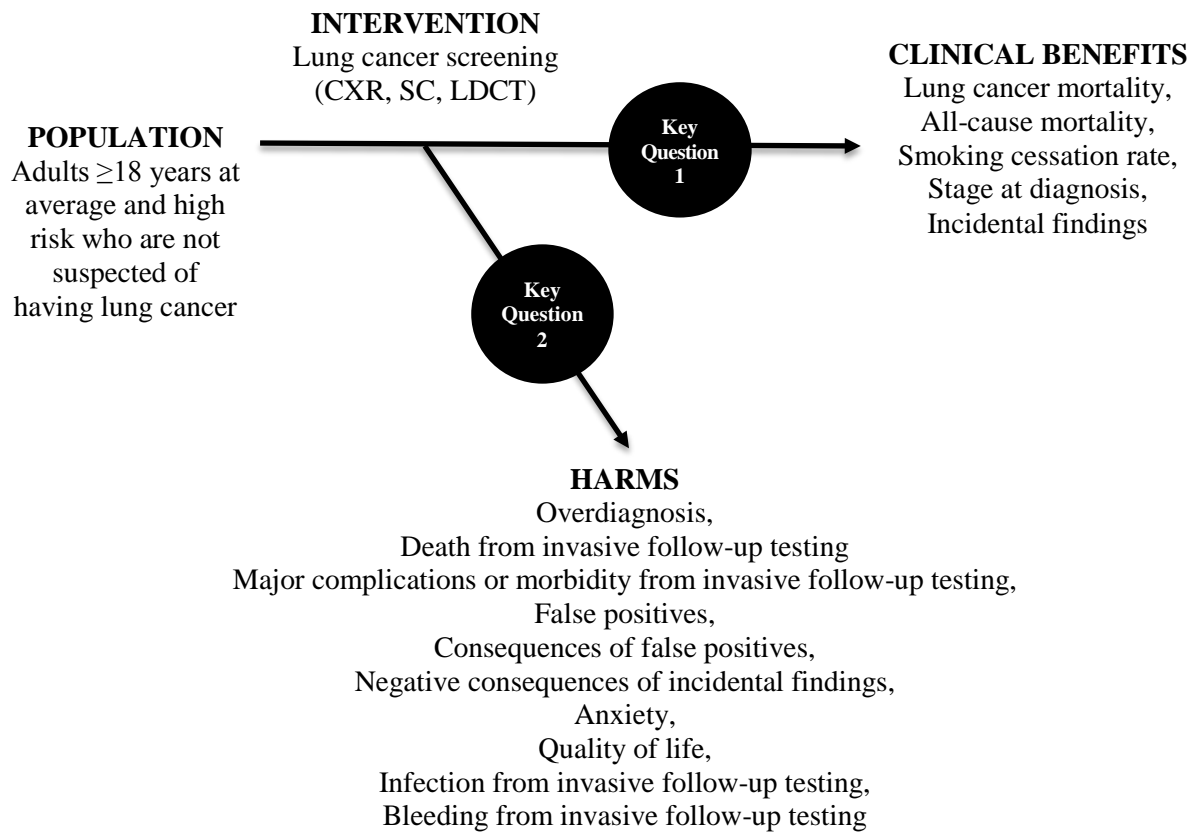 INTERVENTION
Lung cancer screening
(CXR, SC, LDCT)
CLINICAL BENEFITS
Lung cancer mortality,
All-cause mortality,
Smoking cessation rate,
Stage at diagnosis,
Incidental findings
Key
Question
1
POPULATION
Adults ≥18 years at
average and high
risk who are not
suspected of
having lung cancer
Key
Question
2
HARMS
Overdiagnosis,
Death from invasive follow-up testing
Major complications or morbidity from invasive follow-up testing,
False positives,
Consequences of false positives,
Negative consequences of incidental findings,
Anxiety,
Quality of life,
Infection from invasive follow-up testing,
Bleeding from invasive follow-up testing